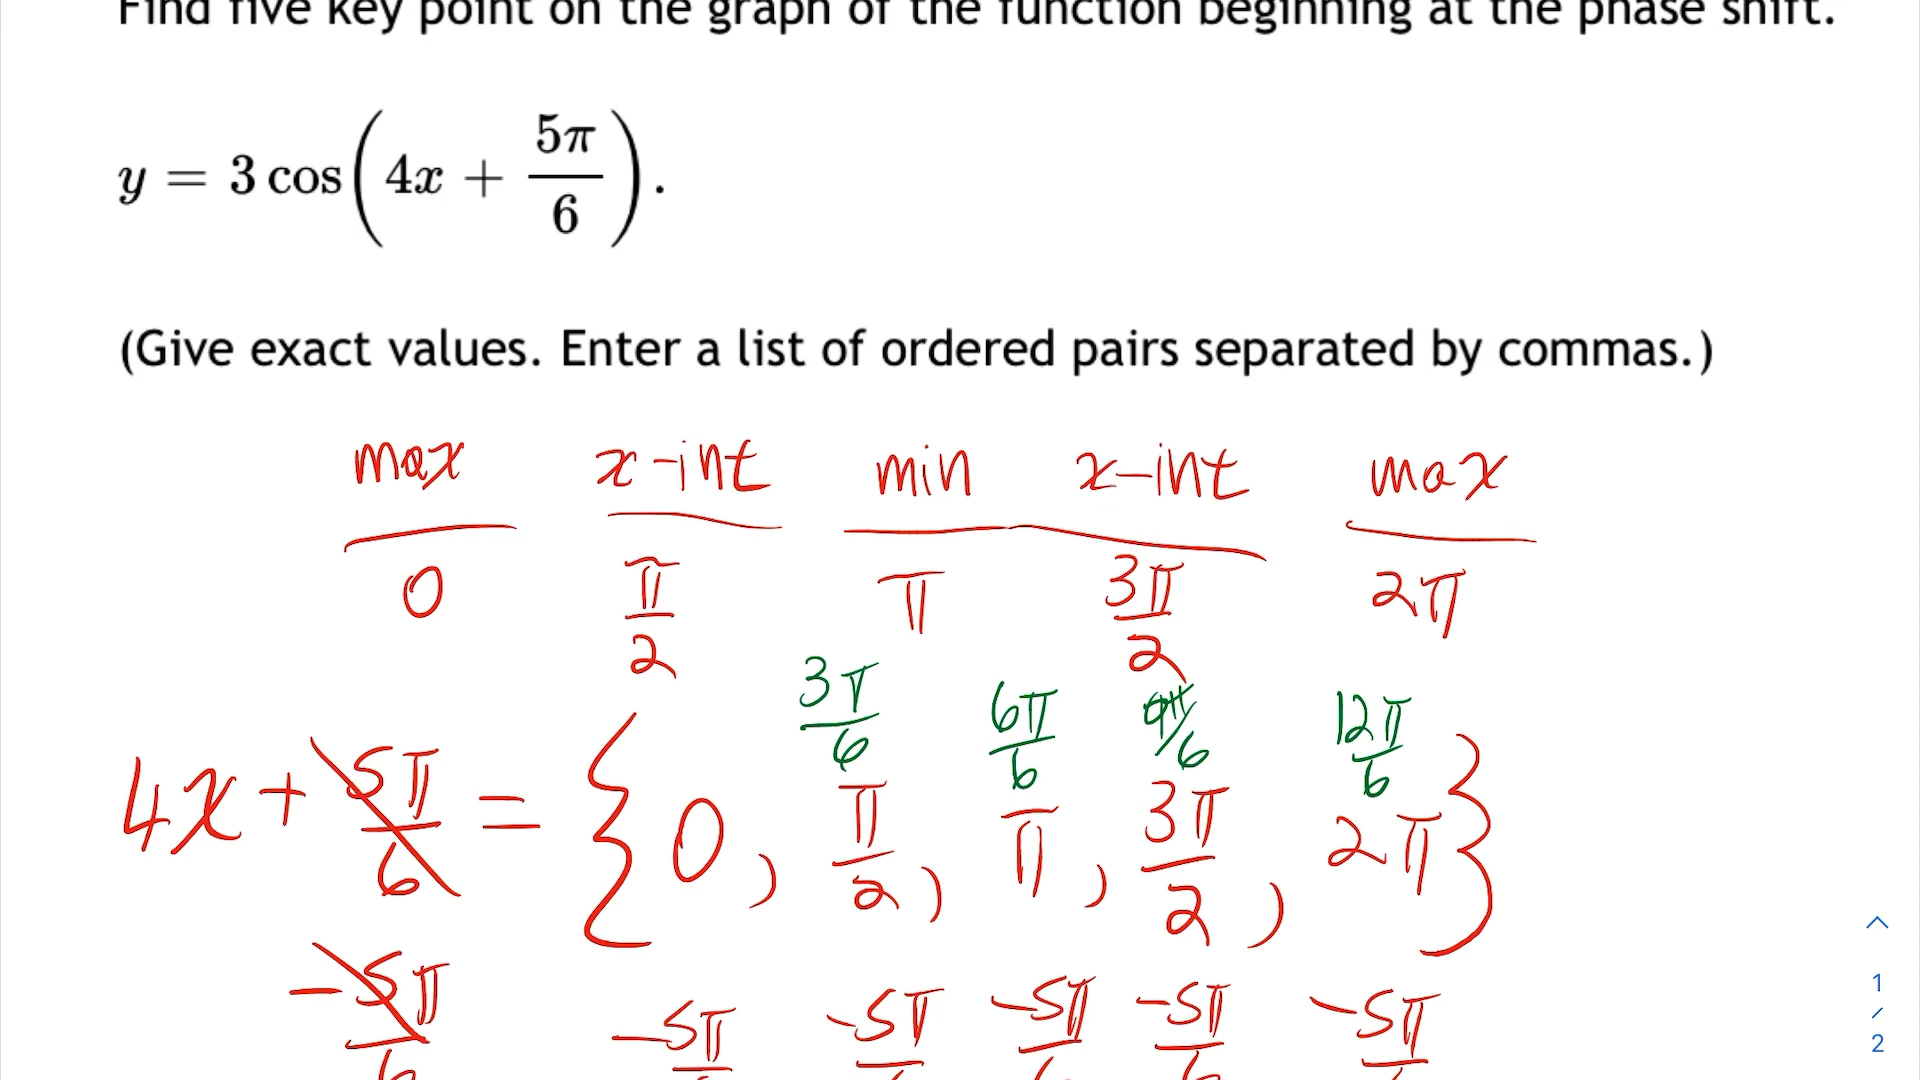 Find five key point on the graph of the function beginning at the phase shift.
y = 3 cos(4x + 5π/6).
(Give exact values. Enter a list of ordered pairs separated by commas.)
max x-int min x-int max
0 π/2 π 3π/2 2π
3π/6 6π/6 9π/6 12π/6
4x + 5π/6 = {0, π/2, π, 3π/2, 2π}
-5π/6 -5π -5π -5π/6 -5π -5π
1
/
2